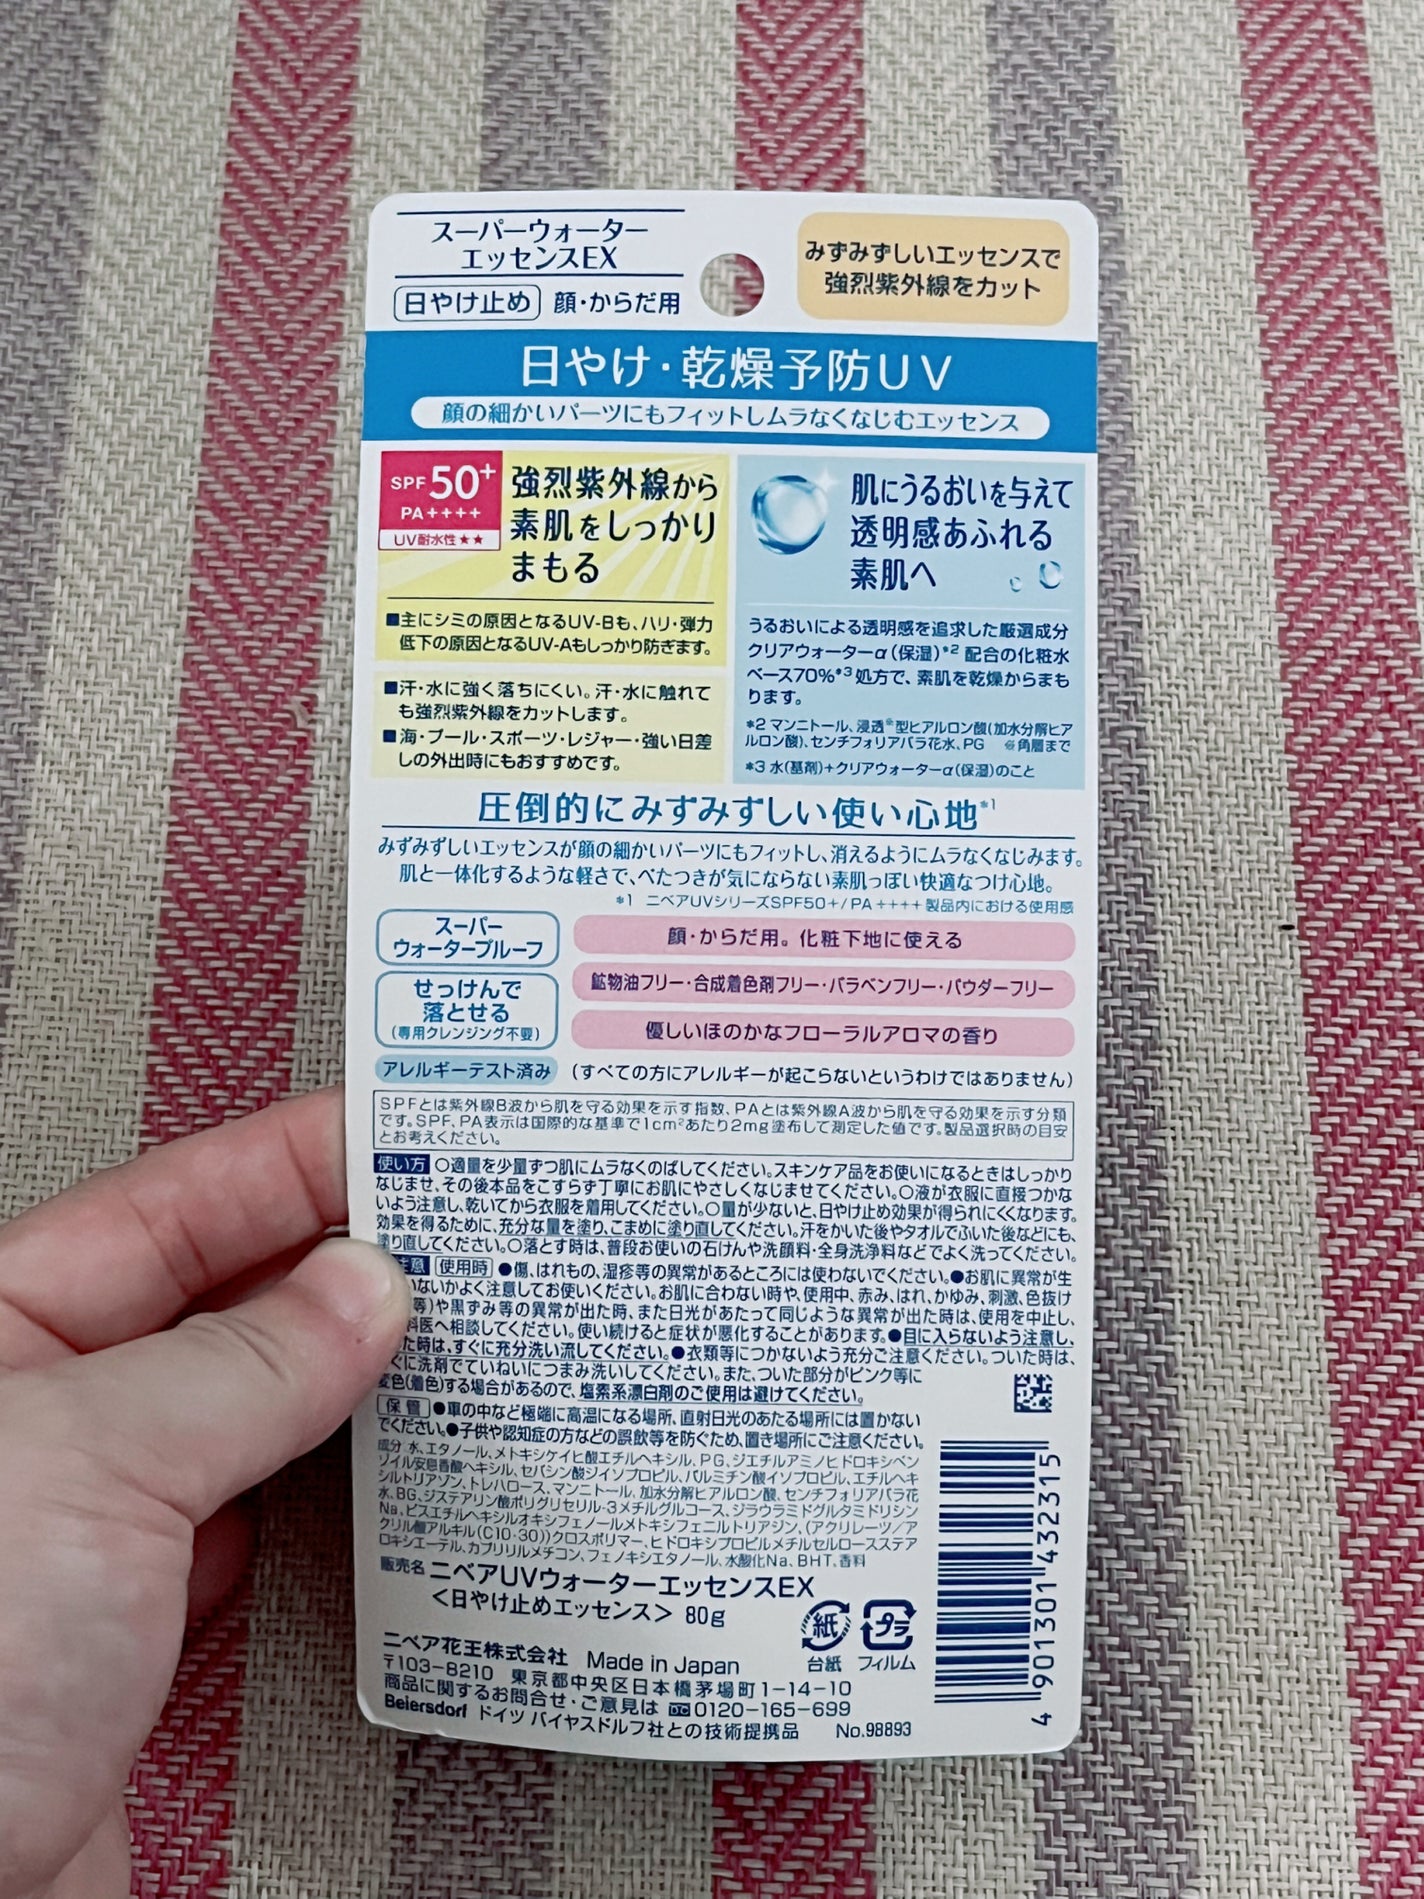 スーパーウォーター
エッセンスEX
日やけ止め 顔・からだ用
みずみずしいエッセンスで
強烈紫外線をカット
日やけ・乾燥予防UV
顔の細かいパーツにもフィットしムラなくなじむエッセンス
SPF50+
PA++++
UV耐水性★★
強烈紫外線から
素肌をしっかり
まもる
■主にシミの原因となるUV-Bも、ハリ・弾力
低下の原因となるUV-Aもしっかり防ぎます。
■汗・水に強く落ちにくい。汗・水に触れて
も強烈紫外線をカットします。
■海・プール・スポーツ・レジャー・強い日差
しの外出時にもおすすめです。
肌にうるおいを与えて
透明感あふれる
素肌へ
うるおいによる透明感を追求した厳選成分
クリアウォーターα(保湿)*2 配合の化粧水
ベース70%*3処方で、素肌を乾燥からまも
ります。
*2 マンニトール、浸透※型ヒアルロン酸(加水分解ヒア
ルロン酸)、センチフォリアバラ花水、PG ※角層まで
*3 水(基剤)+クリアウォーターα(保湿)のこと
圧倒的にみずみずしい使い心地*1
みずみずしいエッセンスが顔の細かいパーツにもフィットし、消えるようにムラなくなじみます。
肌と一体化するような軽さで、べたつきが気にならない素肌っぽい快適なつけ心地。
*1 ニベアUVシリーズSPF50+/PA++++製品内における使用感
スーパー
ウォータープルーフ
顔・からだ用。化粧下地に使える
せっけんで
落とせる
(専用クレンジング不要)
鉱物油フリー・合成着色剤フリー・パラベンフリー・パウダーフリー
優しいほのかなフローラルアロマの香り
アレルギーテスト済み (すべての方にアレルギーが起こらないというわけではありません)
SPFとは紫外線B波から肌を守る効果を示す指数、PAとは紫外線A波から肌を守る効果を示す分類
です。SPF、PA表示は国際的な基準で1cm²あたり2mg塗布して測定した値です。製品選択時の目安
とお考えください。
使い方 ○適量を少量ずつ肌にムラなくのばしてください。スキンケア品をお使いになるときはしっかり
なじませ、その後本品をこすらず丁寧にお肌にやさしくなじませてください。○液が衣服に直接つかな
いよう注意し、乾いてから衣服を着用してください。○量が少ないと、日やけ止め効果が得られにくくなります。
効果を得るために、充分な量を塗り、こまめに塗り直してください。汗をかいた後やタオルでふいた後などにも、
塗り直してください。○落とす時は、普段お使いの石けんや洗顔料・全身洗浄料などでよく洗ってください。
注意 使用時 ●傷、はれもの、湿疹等の異常があるところには使わないでください。●お肌に異常が生
いないかよく注意してお使いください。お肌に合わない時や、使用中、赤み、はれ、かゆみ、刺激、色抜け
等)や黒ずみ等の異常が出た時、また日光があたって同じような異常が出た時は、使用を中止し、
科医へ相談してください。使い続けると症状が悪化することがあります。●目に入らないよう注意し、
た時は、すぐに充分洗い流してください。●衣類等につかないよう充分ご注意ください。ついた時は、
ぐに洗剤でていねいにつまみ洗いしてください。また、ついた部分がピンク等に
変色(着色)する場合があるので、塩素系漂白剤のご使用は避けてください。
保管 ●車の中など極端に高温になる場所、直射日光のあたる場所には置かない
でください。●子供や認知症の方などの誤飲等を防ぐため、置き場所にご注意ください。
成分 水、エタノール、メトキシケイヒ酸エチルヘキシル、PG、ジエチルアミノヒドロキシベン
ゾイル安息香酸ヘキシル、セバシン酸ジイソプロピル、パルミチン酸イソプロピル、エチルヘキ
シルトリアゾン、トレハロース、マンニトール、加水分解ヒアルロン酸、センチフォリアバラ花
水、BG、ジステアリン酸ポリグリセリル-3メチルグルコース、ジラウラミドグルタミドリシン
Na、ビスエチルヘキシルオキシフェノールメトキシフェニルトリアジン、(アクリレーツ/ア
クリル酸アルキル(C10-30))クロスポリマー、ヒドロキシプロピルメチルセルロースステア
ロキシエーテル、カプリリルメチコン、フェノキシエタノール、水酸化Na、BHT、香料
販売名 ニベアUVウォーターエッセンスEX
<日やけ止めエッセンス> 80g
紙
台紙
プラ
フィルム
ニベア花王株式会社 Made in Japan
〒103-8210 東京都中央区日本橋茅場町1-14-10
商品に関するお問合せ・ご意見は 0120-165-699
Beiersdorf ドイツ バイヤスドルフ社との技術提携品 No.98893
4 901301 432315